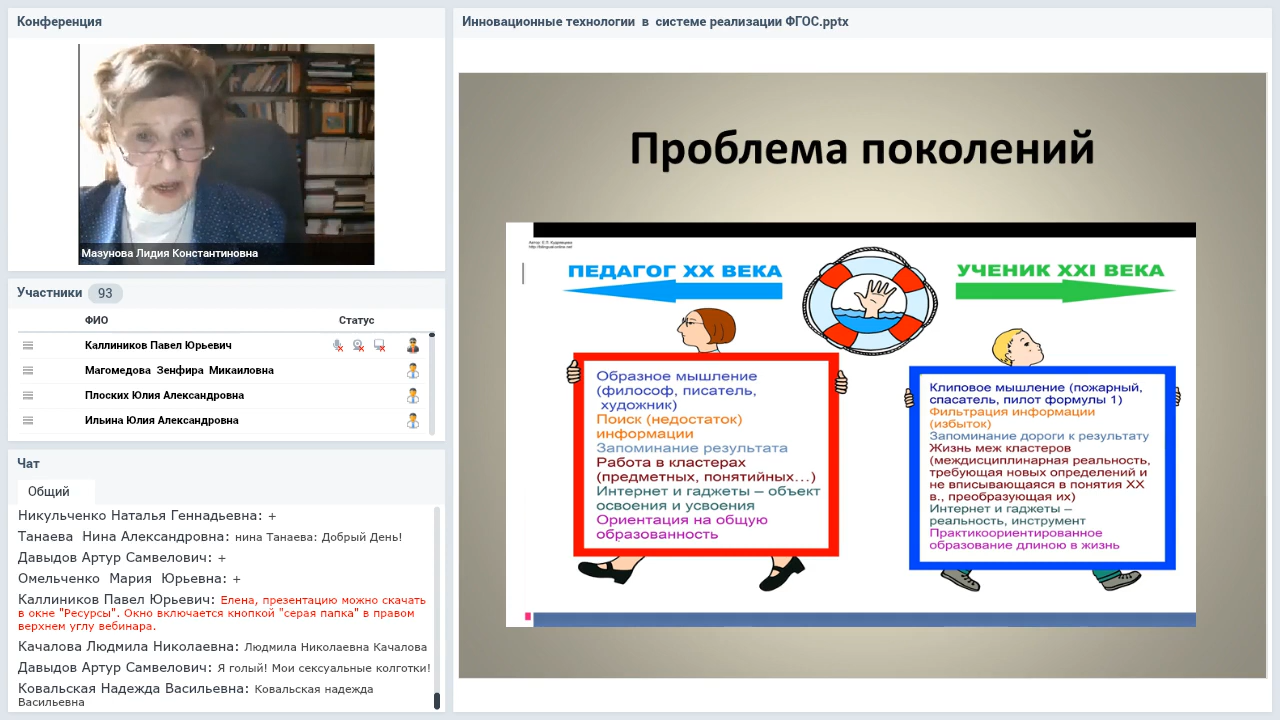 Конференция
Мазунова Лидия Константиновна
Участники 93
ФИО Статус
Каллиников Павел Юрьевич
Магомедова Зенфира Микаиловна
Плоских Юлия Александровна
Ильина Юлия Александровна
Чат
Общий
Никульченко Наталья Геннадьевна: +
Танаева Нина Александровна: нина Танаева: Добрый День!
Давыдов Артур Самвелович: +
Омельченко Мария Юрьевна: +
Каллиников Павел Юрьевич: Елена, презентацию можно скачать
в окне "Ресурсы". Окно включается кнопкой "серая папка" в правом
верхнем углу вебинара.
Качалова Людмила Николаевна: Людмила Николаевна Качалова
Давыдов Артур Самвелович: Я голый! Мои сексуальные колготки!
Ковальская Надежда Васильевна: Ковальская надежда
Васильевна
Инновационные технологии в системе реализации ФГОС.pptx
Проблема поколений
ПЕДАГОГ XX ВЕКА
Образное мышление
(философ, писатель,
художник)
Поиск (недостаток)
информации
Запоминание результата
Работа в кластерах
(предметных, понятийных...)
Интернет и гаджеты – объект
освоения и усвоения
Ориентация на общую
образованность
УЧЕНИК XXI ВЕКА
Клиповое мышление (пожарный,
спасатель, пилот формулы 1)
Фильтрация информации
(избыток)
Запоминание дороги к результату
Жизнь меж кластеров
(междисциплинарная реальность,
требующая новых определений и
не вписывающаяся в понятия XX
в., преобразующая их)
Интернет и гаджеты –
реальность, инструмент
Практикоориентированное
образование длиною в жизнь